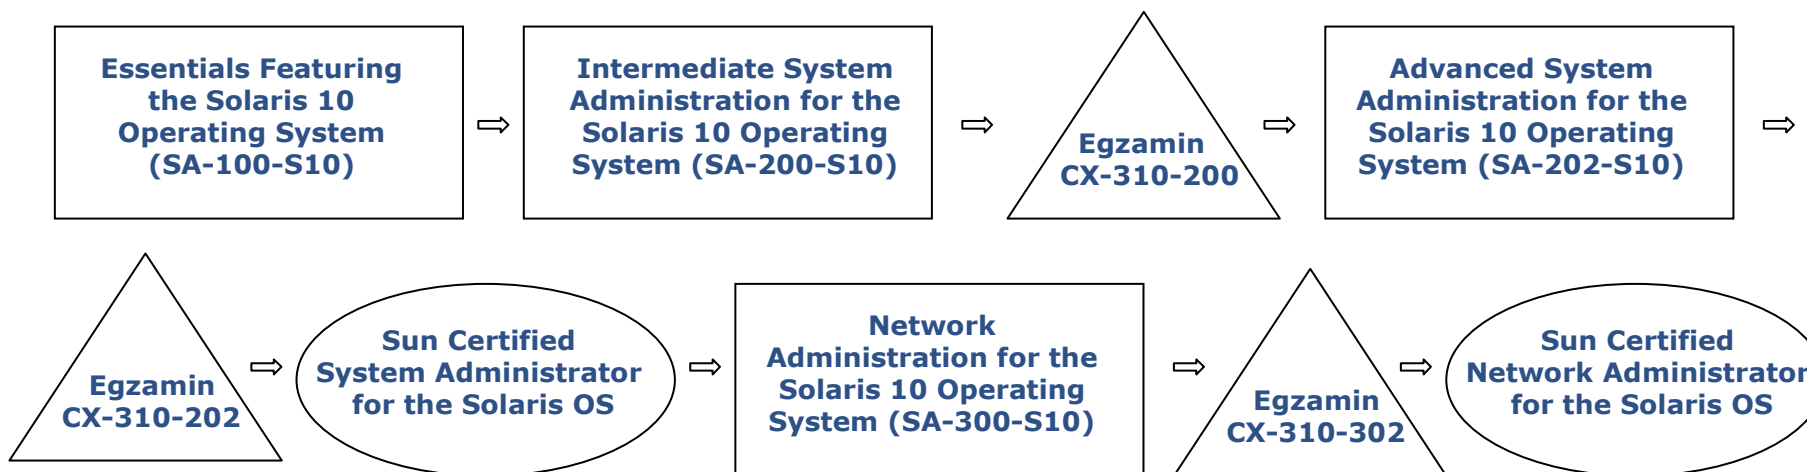 Essentials Featuring
the Solaris 10
Operating System
(SA-100-S10)
Intermediate System
Administration for the
Solaris 10 Operating
System (SA-200-S10)
Egzamin
CX-310-200
Advanced System
Administration for the
Solaris 10 Operating
System (SA-202-S10)
Egzamin
CX-310-202
Sun Certified
System Administrator
for the Solaris OS
Network
Administration for the
Solaris 10 Operating
System (SA-300-S10)
Egzamin
CX-310-302
Sun Certified
Network Administrator
for the Solaris OS